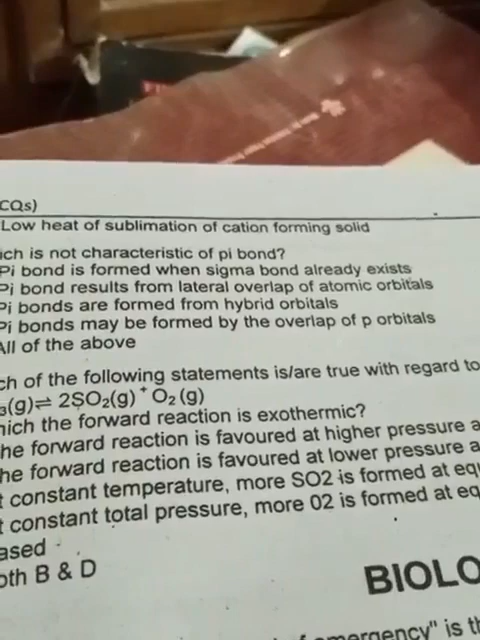 CQs)
Low heat of sublimation of cation forming solid
ich is not characteristic of pi bond?
Pi bond is formed when sigma bond already exists
Pi bond results from lateral overlap of atomic orbitals
Pi bonds are formed from hybrid orbitals
Pi bonds may be formed by the overlap of p orbitals
All of the above
ch of the following statements is/are true with regard to
3(g)⇌ 2SO2(g) + O2 (g)
hich the forward reaction is exothermic?
he forward reaction is favoured at higher pressure a
he forward reaction is favoured at lower pressure a
t constant temperature, more SO2 is formed at equ
t constant total pressure, more 02 is formed at eq
ased
oth B & D
BIOLO
emergency" is th